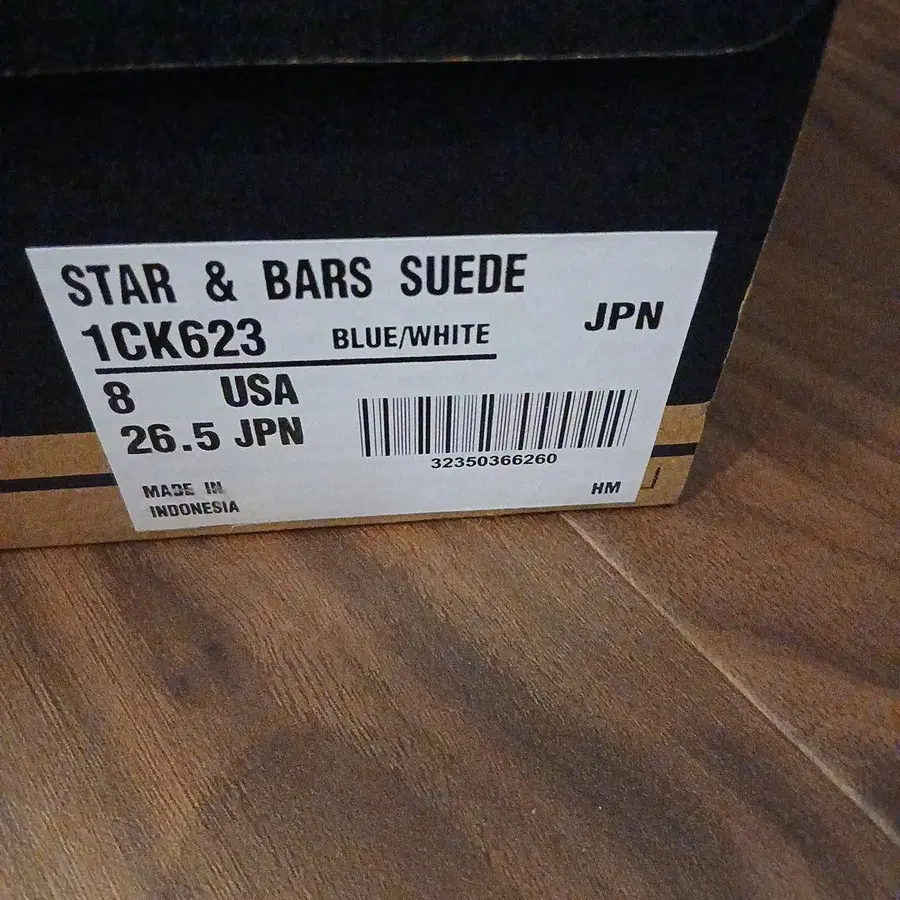 STAR & BARS SUEDE
1CK623 BLUE/WHITE JPN
8 USA
26.5 JPN
32350366260
MADE IN
INDONESIA
HM